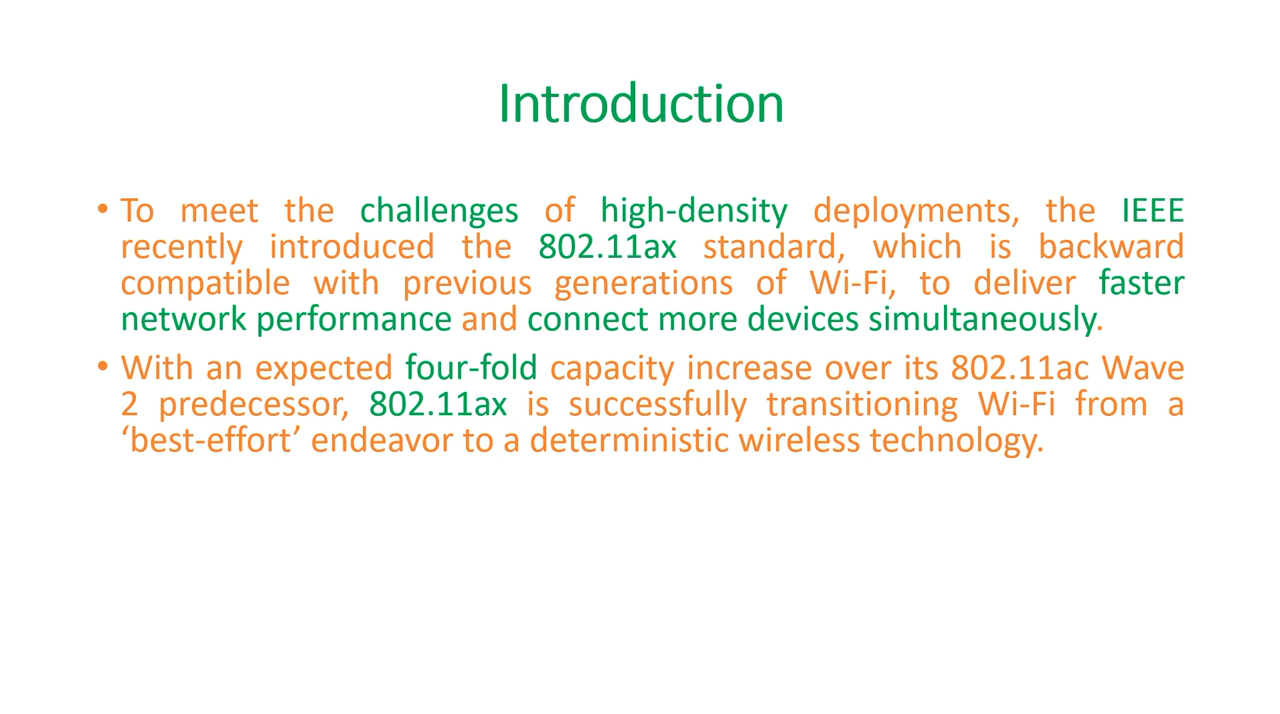 Introduction
• To meet the challenges of high-density deployments, the IEEE
recently introduced the 802.11ax standard, which is backward
compatible with previous generations of Wi-Fi, to deliver faster
network performance and connect more devices simultaneously.
• With an expected four-fold capacity increase over its 802.11ac Wave
2 predecessor, 802.11ax is successfully transitioning Wi-Fi from a
‘best-effort’ endeavor to a deterministic wireless technology.